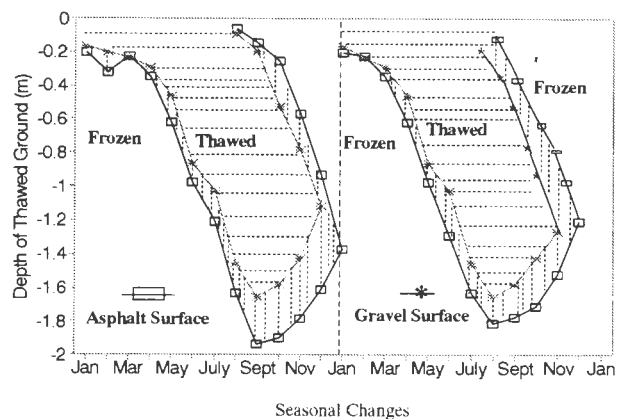 0
-0.2
-0.4
-0.6
-0.8
-1
-1.2
-1.4
-1.6
-1.8
-2
Depth of Thawed Ground (m)
Frozen
Thawed
Frozen
Thawed
Frozen
Asphalt Surface
Gravel Surface
Jan Mar May July Sept Nov Jan Mar May July Sept Nov Jan
Seasonal Changes